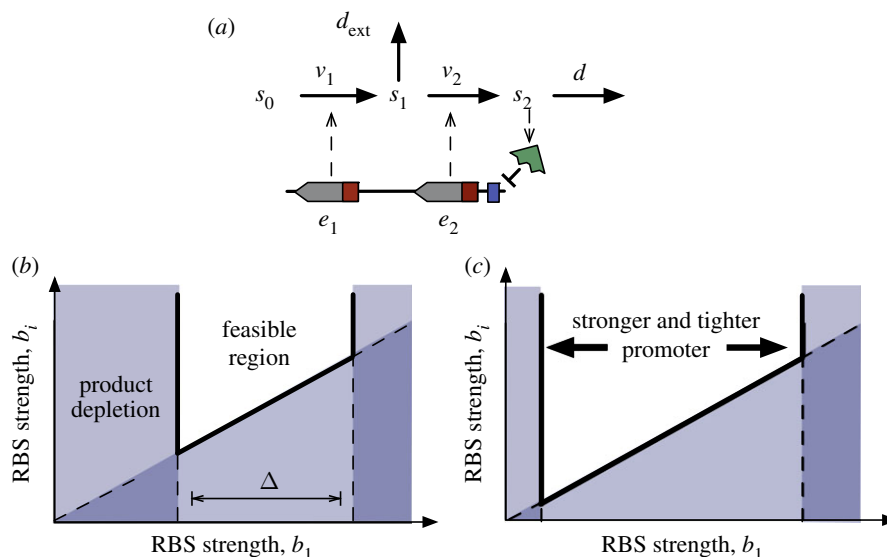 (a)
d_ext
v_1 v_2 d
s_0 s_1 s_2
e_1 e_2
(b)
RBS strength, b_i
feasible
region
product
depletion
Δ
RBS strength, b_1
(c)
RBS strength, b_i
stronger and tighter
promoter
RBS strength, b_1